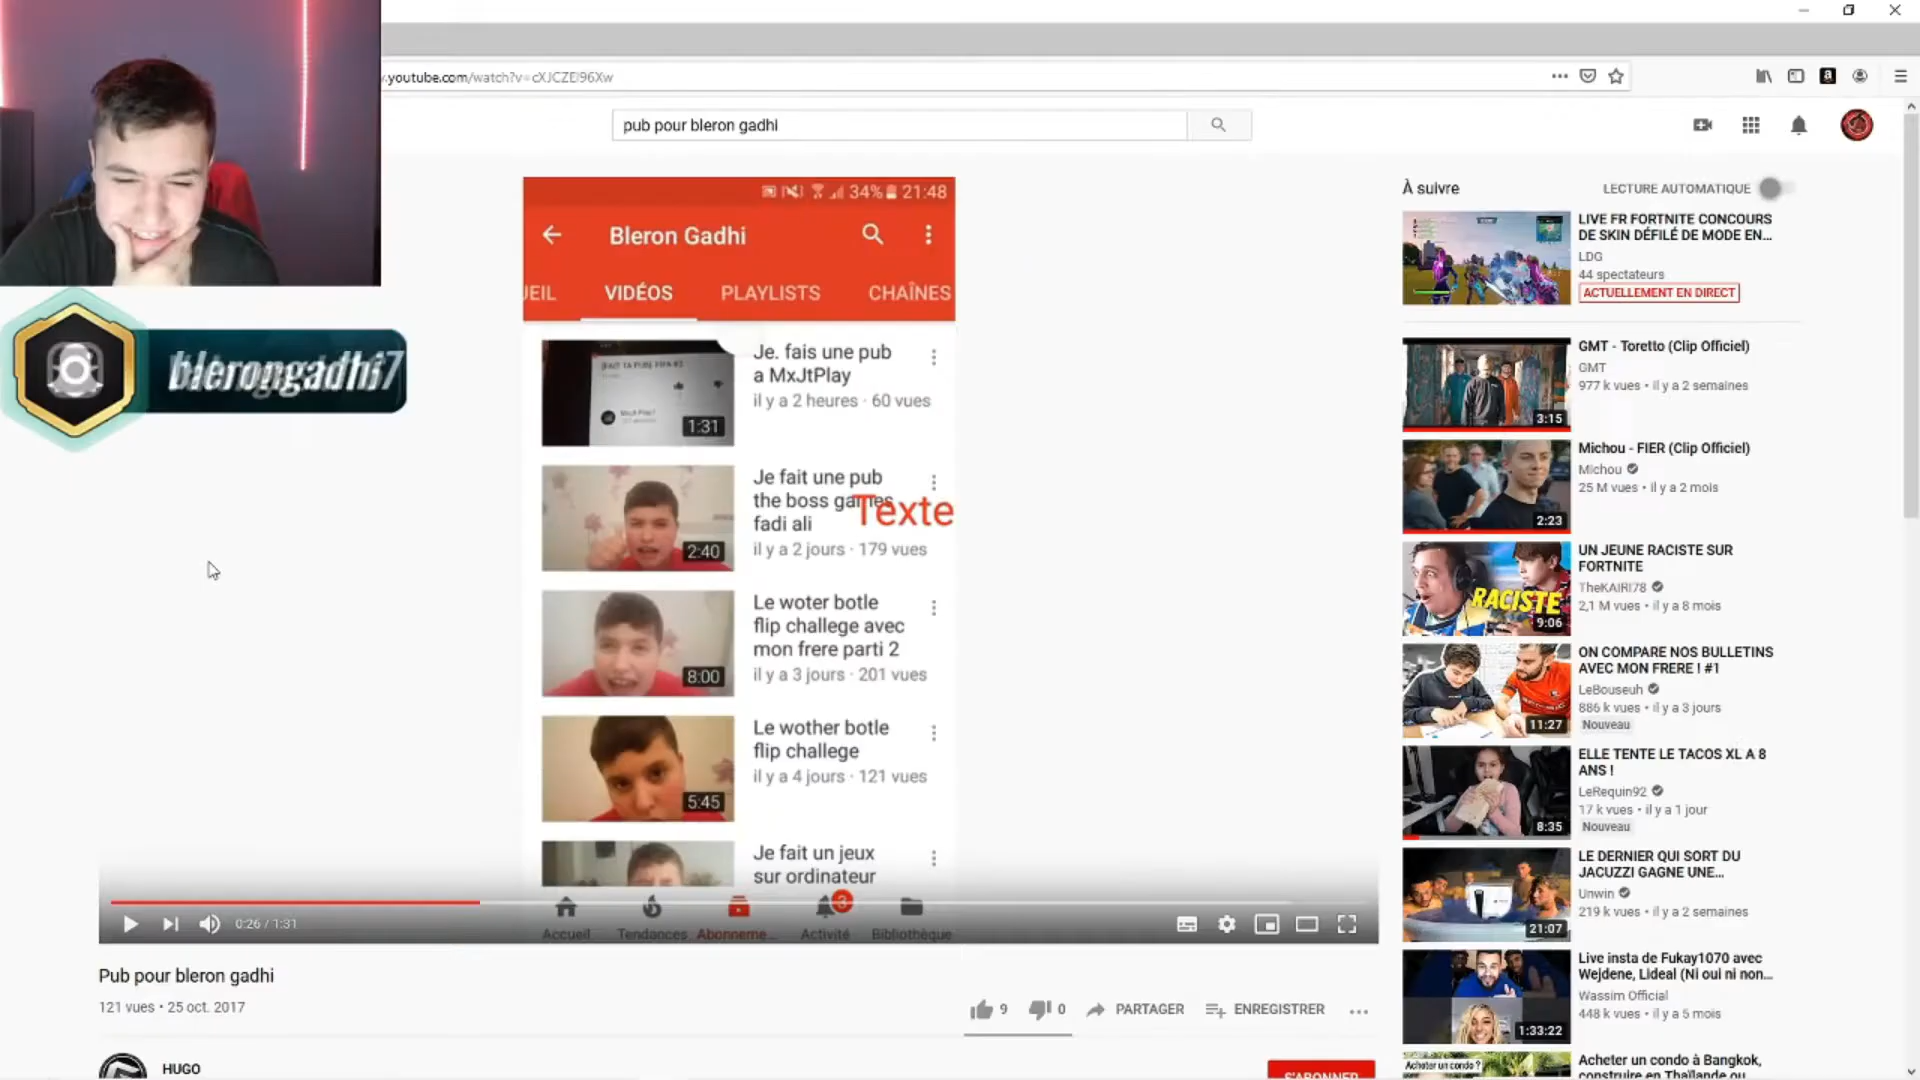 .youtube.com/watch?v=cXJCZEI96Xw
pub pour bleron gadhi
blerongadhi7
34% 21:48
Bleron Gadhi
UEIL VIDÉOS PLAYLISTS CHAÎNES
Je. fais une pub
a MxJtPlay
il y a 2 heures · 60 vues
1:31
Je fait une pub
the boss games
fadi ali
Texte
il y a 2 jours · 179 vues
2:40
Le woter botle
flip challege avec
mon frere parti 2
il y a 3 jours · 201 vues
8:00
Le wother botle
flip challege
il y a 4 jours · 121 vues
5:45
Je fait un jeux
sur ordinateur
3
Accueil Tendances Abonneme... Activité Bibliothèque
0:26 / 1:31
Pub pour bleron gadhi
121 vues • 25 oct. 2017
9 0 PARTAGER ENREGISTRER
HUGO
S'ABONNER
À suivre
LECTURE AUTOMATIQUE
LIVE FR FORTNITE CONCOURS
DE SKIN DÉFILÉ DE MODE EN...
LDG
44 spectateurs
ACTUELLEMENT EN DIRECT
GMT - Toretto (Clip Officiel)
GMT
977 k vues • il y a 2 semaines
3:15
Michou - FIER (Clip Officiel)
Michou
25 M vues • il y a 2 mois
2:23
UN JEUNE RACISTE SUR
FORTNITE
TheKAIRI78
2,1 M vues • il y a 8 mois
RACISTE
9:06
ON COMPARE NOS BULLETINS
AVEC MON FRERE ! #1
LeBouseuh
886 k vues • il y a 3 jours
Nouveau
11:27
ELLE TENTE LE TACOS XL A 8
ANS !
LeRequin92
17 k vues • il y a 1 jour
Nouveau
8:35
LE DERNIER QUI SORT DU
JACUZZI GAGNE UNE...
Unwin
219 k vues • il y a 2 semaines
21:07
Live insta de Fukay1070 avec
Wejdene, Lideal (Ni oui ni non...
Wassim Official
448 k vues • il y a 5 mois
1:33:22
Acheter un condo ?
Acheter un condo à Bangkok,
construire en Thaïlande ou